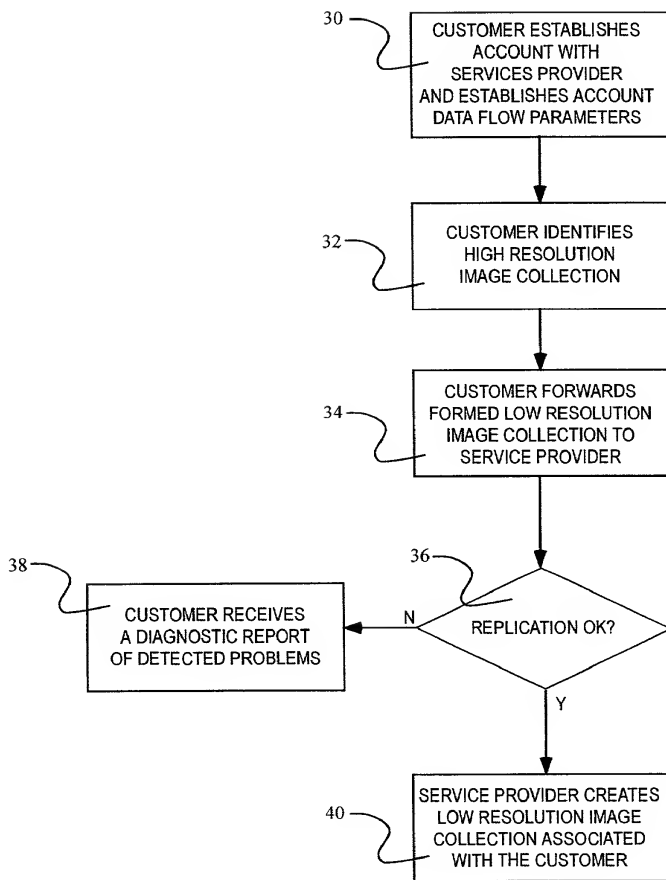 30
CUSTOMER ESTABLISHES
ACCOUNT WITH
SERVICES PROVIDER
AND ESTABLISHES ACCOUNT
DATA FLOW PARAMETERS
32
CUSTOMER IDENTIFIES
HIGH RESOLUTION
IMAGE COLLECTION
34
CUSTOMER FORWARDS
FORMED LOW RESOLUTION
IMAGE COLLECTION TO
SERVICE PROVIDER
36
REPLICATION OK?
N
38
CUSTOMER RECEIVES
A DIAGNOSTIC REPORT
OF DETECTED PROBLEMS
Y
40
SERVICE PROVIDER CREATES
LOW RESOLUTION IMAGE
COLLECTION ASSOCIATED
WITH THE CUSTOMER